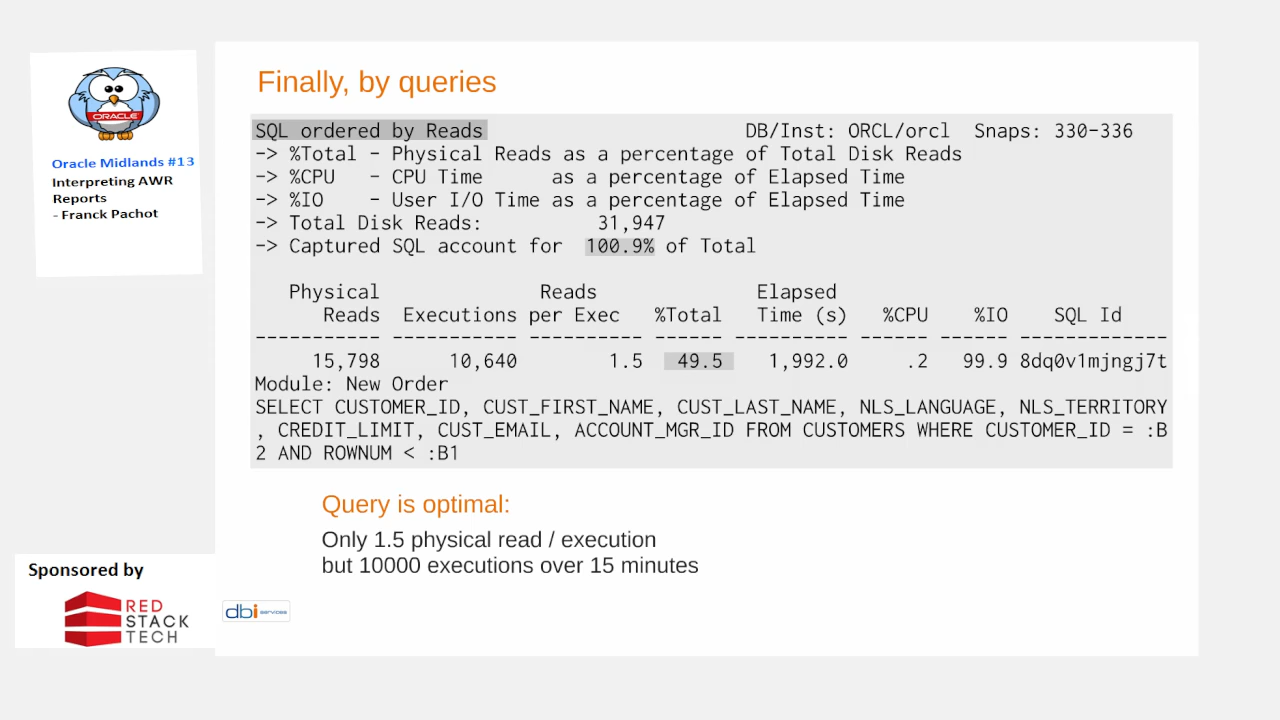 ORACLE
Oracle Midlands #13
Interpreting AWR
Reports
- Franck Pachot
Finally, by queries
SQL ordered by Reads DB/Inst: ORCL/orcl Snaps: 330-336
-> %Total - Physical Reads as a percentage of Total Disk Reads
-> %CPU - CPU Time as a percentage of Elapsed Time
-> %IO - User I/O Time as a percentage of Elapsed Time
-> Total Disk Reads: 31,947
-> Captured SQL account for 100.9% of Total
Physical Reads Elapsed
Reads Executions per Exec %Total Time (s) %CPU %IO SQL Id
----------- ----------- ---------- ------ ---------- ------ ------ -------------
15,798 10,640 1.5 49.5 1,992.0 .2 99.9 8dq0v1mjngj7t
Module: New Order
SELECT CUSTOMER_ID, CUST_FIRST_NAME, CUST_LAST_NAME, NLS_LANGUAGE, NLS_TERRITORY
, CREDIT_LIMIT, CUST_EMAIL, ACCOUNT_MGR_ID FROM CUSTOMERS WHERE CUSTOMER_ID = :B
2 AND ROWNUM < :B1
Query is optimal:
Only 1.5 physical read / execution
but 10000 executions over 15 minutes
Sponsored by
RED
STACK
TECH
dbi services